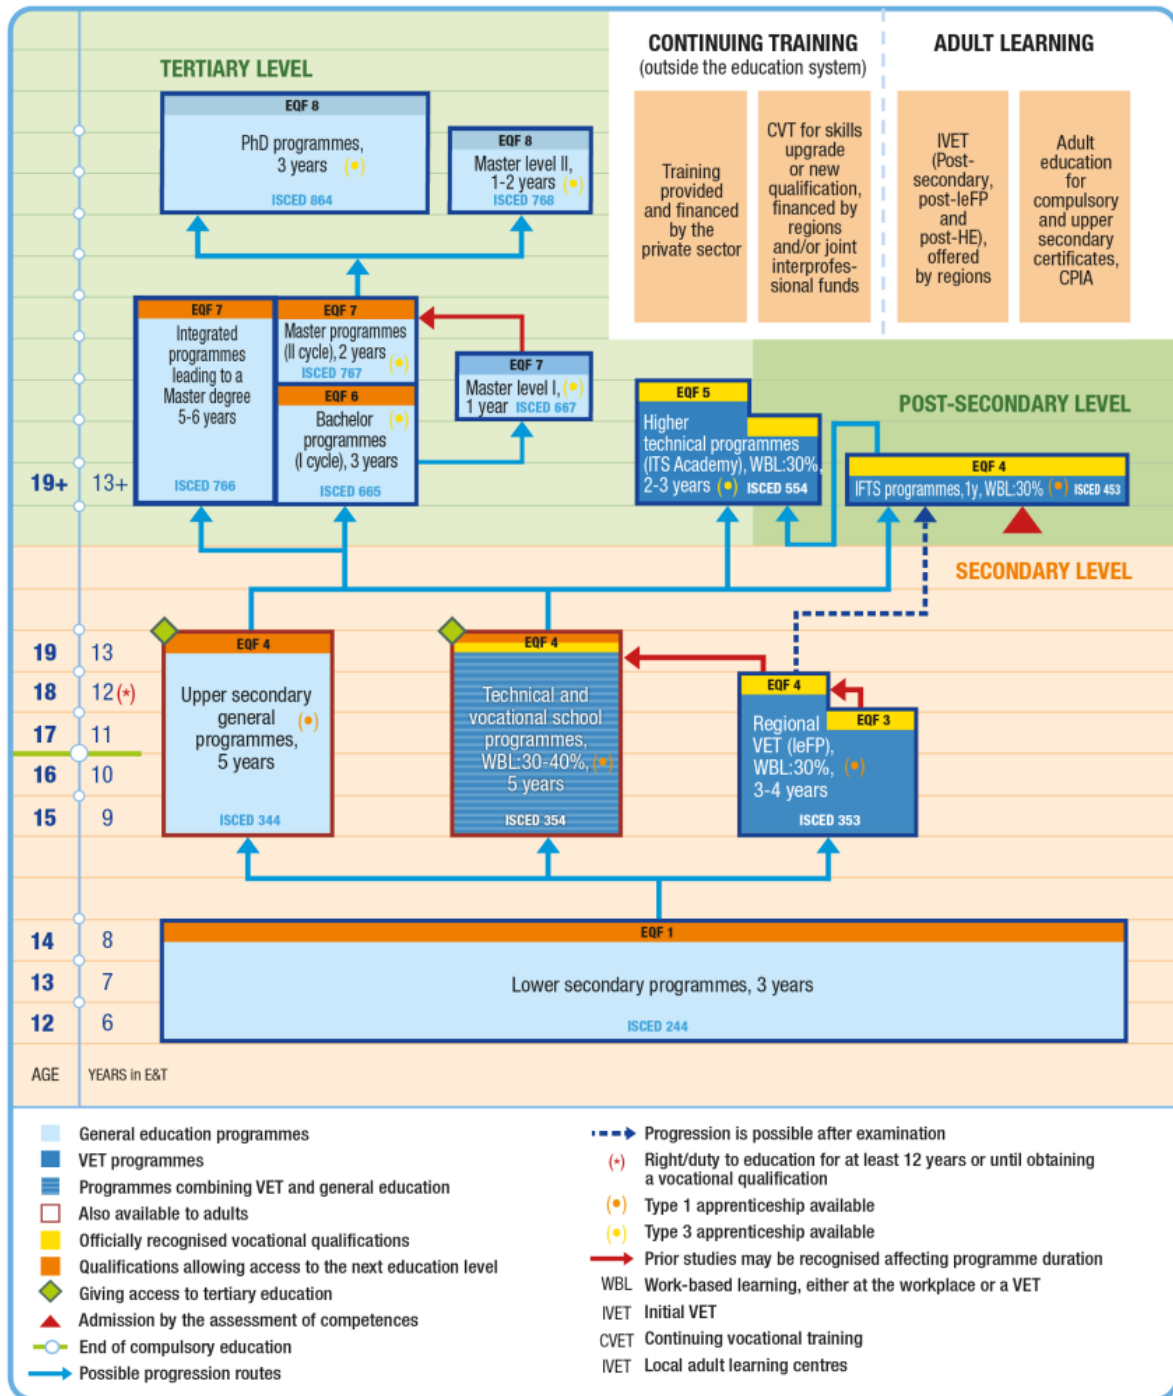 CONTINUING TRAINING
(outside the education system)
ADULT LEARNING
TERTIARY LEVEL
Training
provided
and financed
by the
private sector
CVT for skills
upgrade
or new
qualification,
financed by
regions
and/or joint
interprofes-
sional funds
IVET
(Post-
secondary,
post-leFP
and
post-HE),
offered
by regions
Adult
education
for
compulsory
and upper
secondary
certificates,
CPIA
EQF 8
PhD programmes,
3 years
ISCED 864
EQF 8
Master level II,
1-2 years
ISCED 768
EQF 7
Integrated
programmes
leading to a
Master degree
5-6 years
ISCED 766
EQF 7
Master programmes
(II cycle), 2 years
ISCED 767
EQF 6
Bachelor
programmes
(I cycle), 3 years
ISCED 665
EQF 7
Master level I,
1 year ISCED 667
POST-SECONDARY LEVEL
EQF 5
Higher
technical programmes
(ITS Academy), WBL:30%,
2-3 years ISCED 554
EQF 4
IFTS programmes,1y, WBL:30% ISCED 453
19+ 13+
SECONDARY LEVEL
19 13
18 12 (*)
17 11
16 10
15 9
EQF 4
Upper secondary
general
programmes,
5 years
ISCED 344
EQF 4
Technical and
vocational school
programmes,
WBL:30-40%,
5 years
ISCED 354
EQF 4
EQF 3
Regional
VET (leFP),
WBL:30%,
3-4 years
ISCED 353
14 8
13 7
12 6
EQF 1
Lower secondary programmes, 3 years
ISCED 244
AGE YEARS in E&T
General education programmes
VET programmes
Programmes combining VET and general education
Also available to adults
Officially recognised vocational qualifications
Qualifications allowing access to the next education level
Giving access to tertiary education
Admission by the assessment of competences
End of compulsory education
Possible progression routes
Progression is possible after examination
(*) Right/duty to education for at least 12 years or until obtaining
a vocational qualification
Type 1 apprenticeship available
Type 3 apprenticeship available
Prior studies may be recognised affecting programme duration
WBL Work-based learning, either at the workplace or a VET
IVET Initial VET
CVET Continuing vocational training
IVET Local adult learning centres